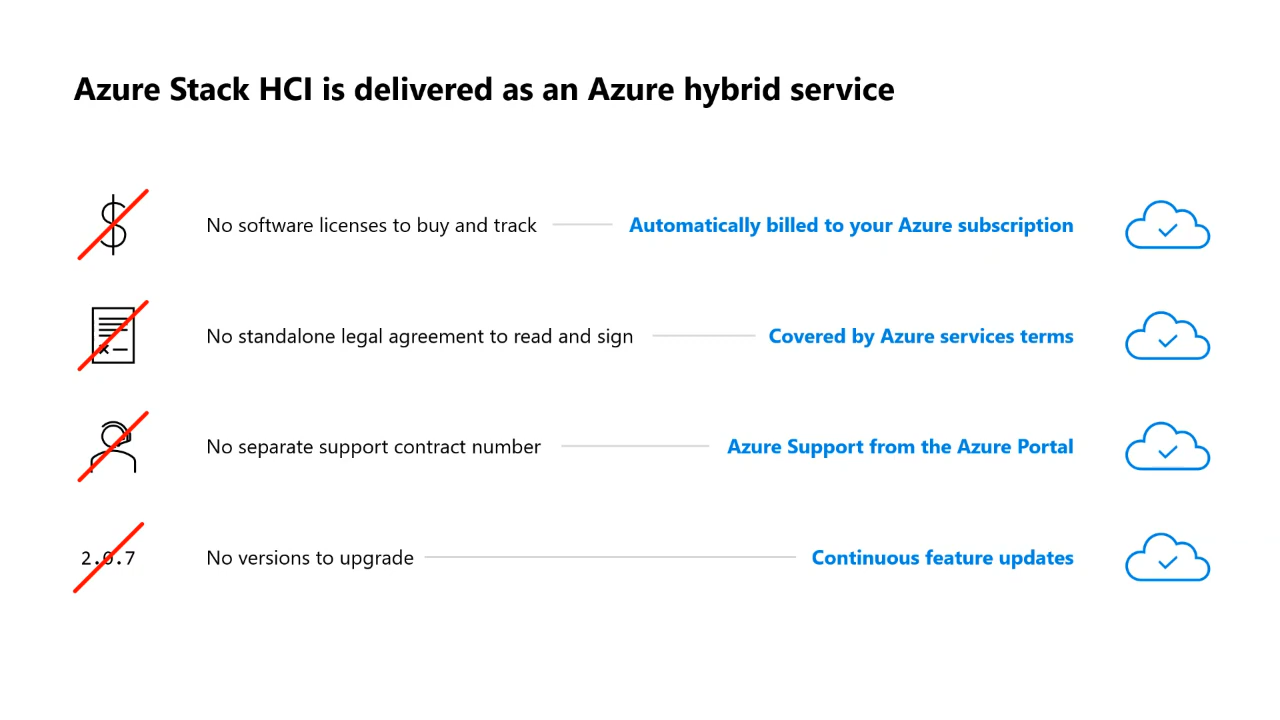 Azure Stack HCI is delivered as an Azure hybrid service
No software licenses to buy and track
Automatically billed to your Azure subscription
No standalone legal agreement to read and sign
Covered by Azure services terms
No separate support contract number
Azure Support from the Azure Portal
2.0.7
No versions to upgrade
Continuous feature updates